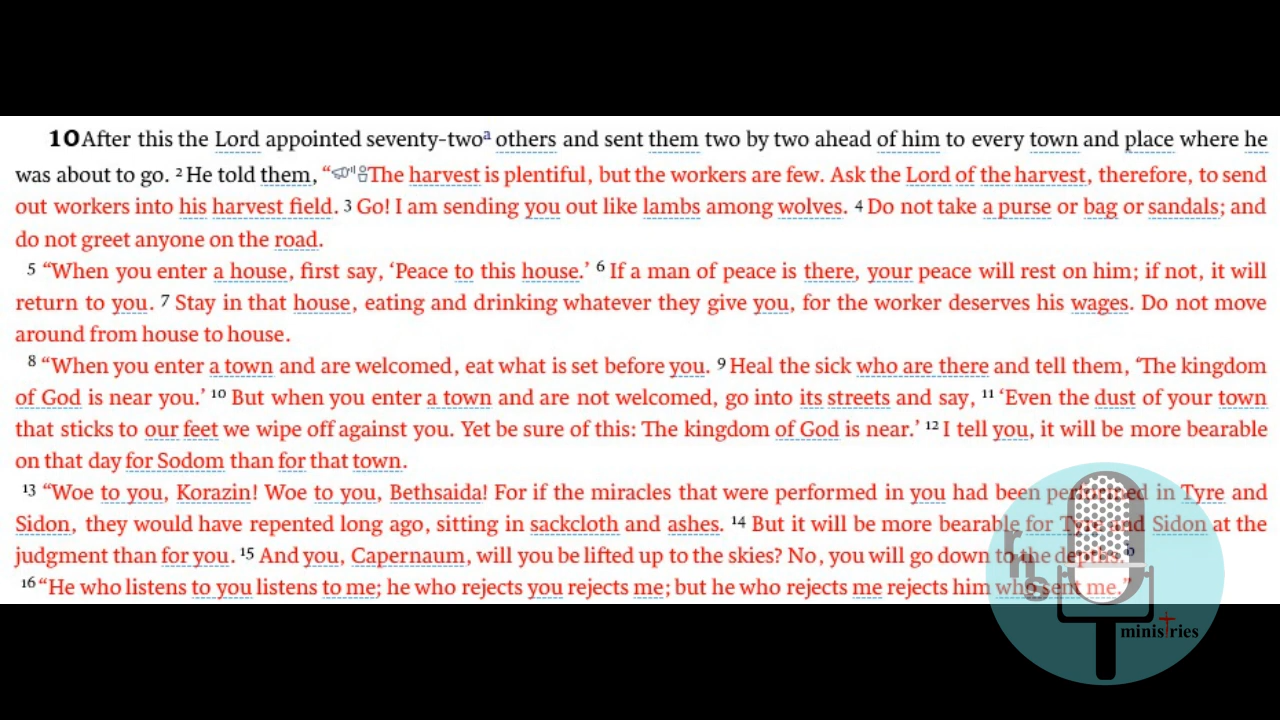 10 After this the Lord appointed seventy-twoᵃ others and sent them two by two ahead of him to every town and place where he
was about to go. ² He told them, “The harvest is plentiful, but the workers are few. Ask the Lord of the harvest, therefore, to send
out workers into his harvest field. ³ Go! I am sending you out like lambs among wolves. ⁴ Do not take a purse or bag or sandals; and
do not greet anyone on the road.
⁵ “When you enter a house, first say, ‘Peace to this house.’ ⁶ If a man of peace is there, your peace will rest on him; if not, it will
return to you. ⁷ Stay in that house, eating and drinking whatever they give you, for the worker deserves his wages. Do not move
around from house to house.
⁸ “When you enter a town and are welcomed, eat what is set before you. ⁹ Heal the sick who are there and tell them, ‘The kingdom
of God is near you.’ ¹⁰ But when you enter a town and are not welcomed, go into its streets and say, ¹¹ ‘Even the dust of your town
that sticks to our feet we wipe off against you. Yet be sure of this: The kingdom of God is near.’ ¹² I tell you, it will be more bearable
on that day for Sodom than for that town.
¹³ “Woe to you, Korazin! Woe to you, Bethsaida! For if the miracles that were performed in you had been performed in Tyre and
Sidon, they would have repented long ago, sitting in sackcloth and ashes. ¹⁴ But it will be more bearable for Tyre and Sidon at the
judgment than for you. ¹⁵ And you, Capernaum, will you be lifted up to the skies? No, you will go down to the depths.ᵇ
¹⁶ “He who listens to you listens to me; he who rejects you rejects me; but he who rejects me rejects him who sent me.”
ministries